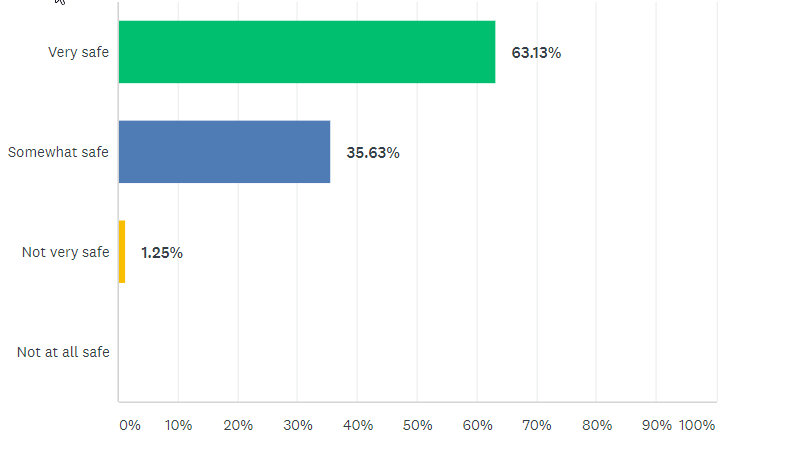 Very safe
63.13%
Somewhat safe
35.63%
Not very safe
1.25%
Not at all safe
0% 10% 20% 30% 40% 50% 60% 70% 80% 90% 100%